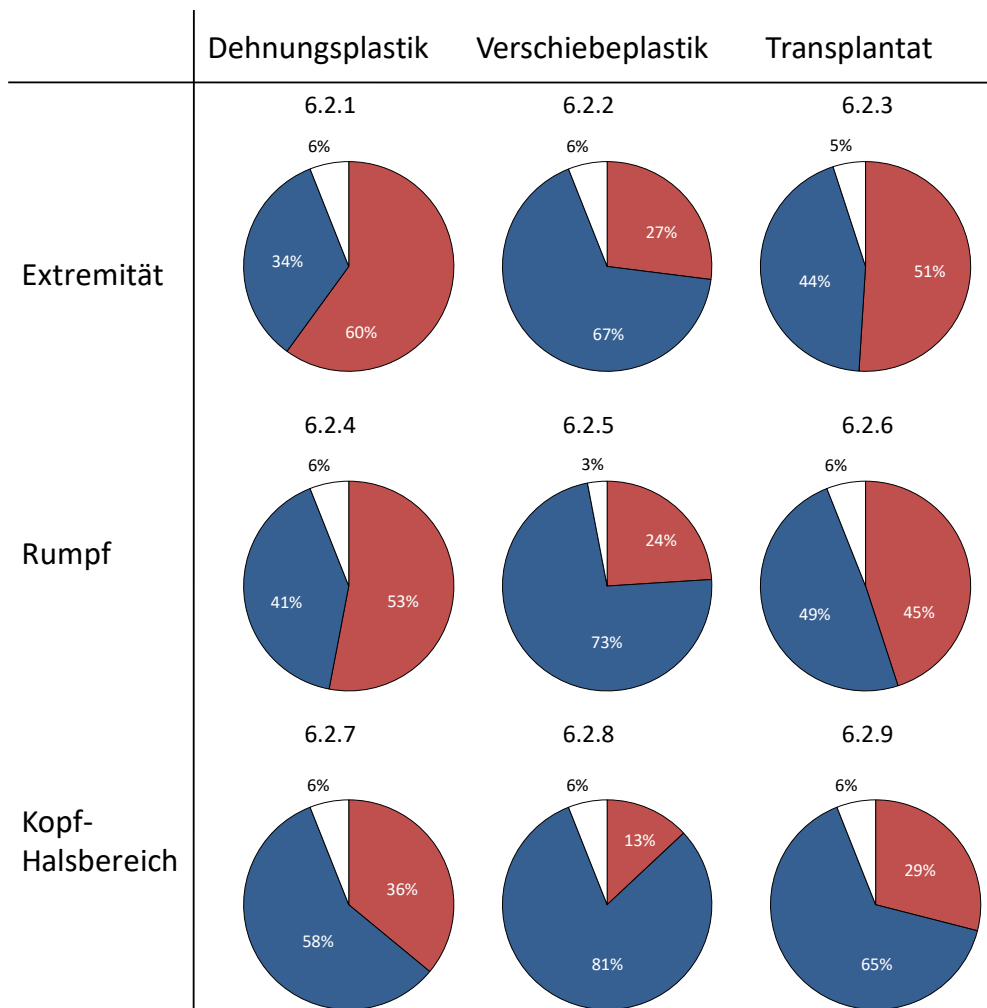 Dehnungsplastik Verschiebeplastik Transplantat
6.2.1 6.2.2 6.2.3
6% 6% 5%
Extremität
34% 60%
27% 67%
44% 51%
6.2.4 6.2.5 6.2.6
6% 3% 6%
Rumpf
41% 53%
24% 73%
49% 45%
6.2.7 6.2.8 6.2.9
6% 6% 6%
Kopf-
Halsbereich
36% 58%
13% 81%
29% 65%